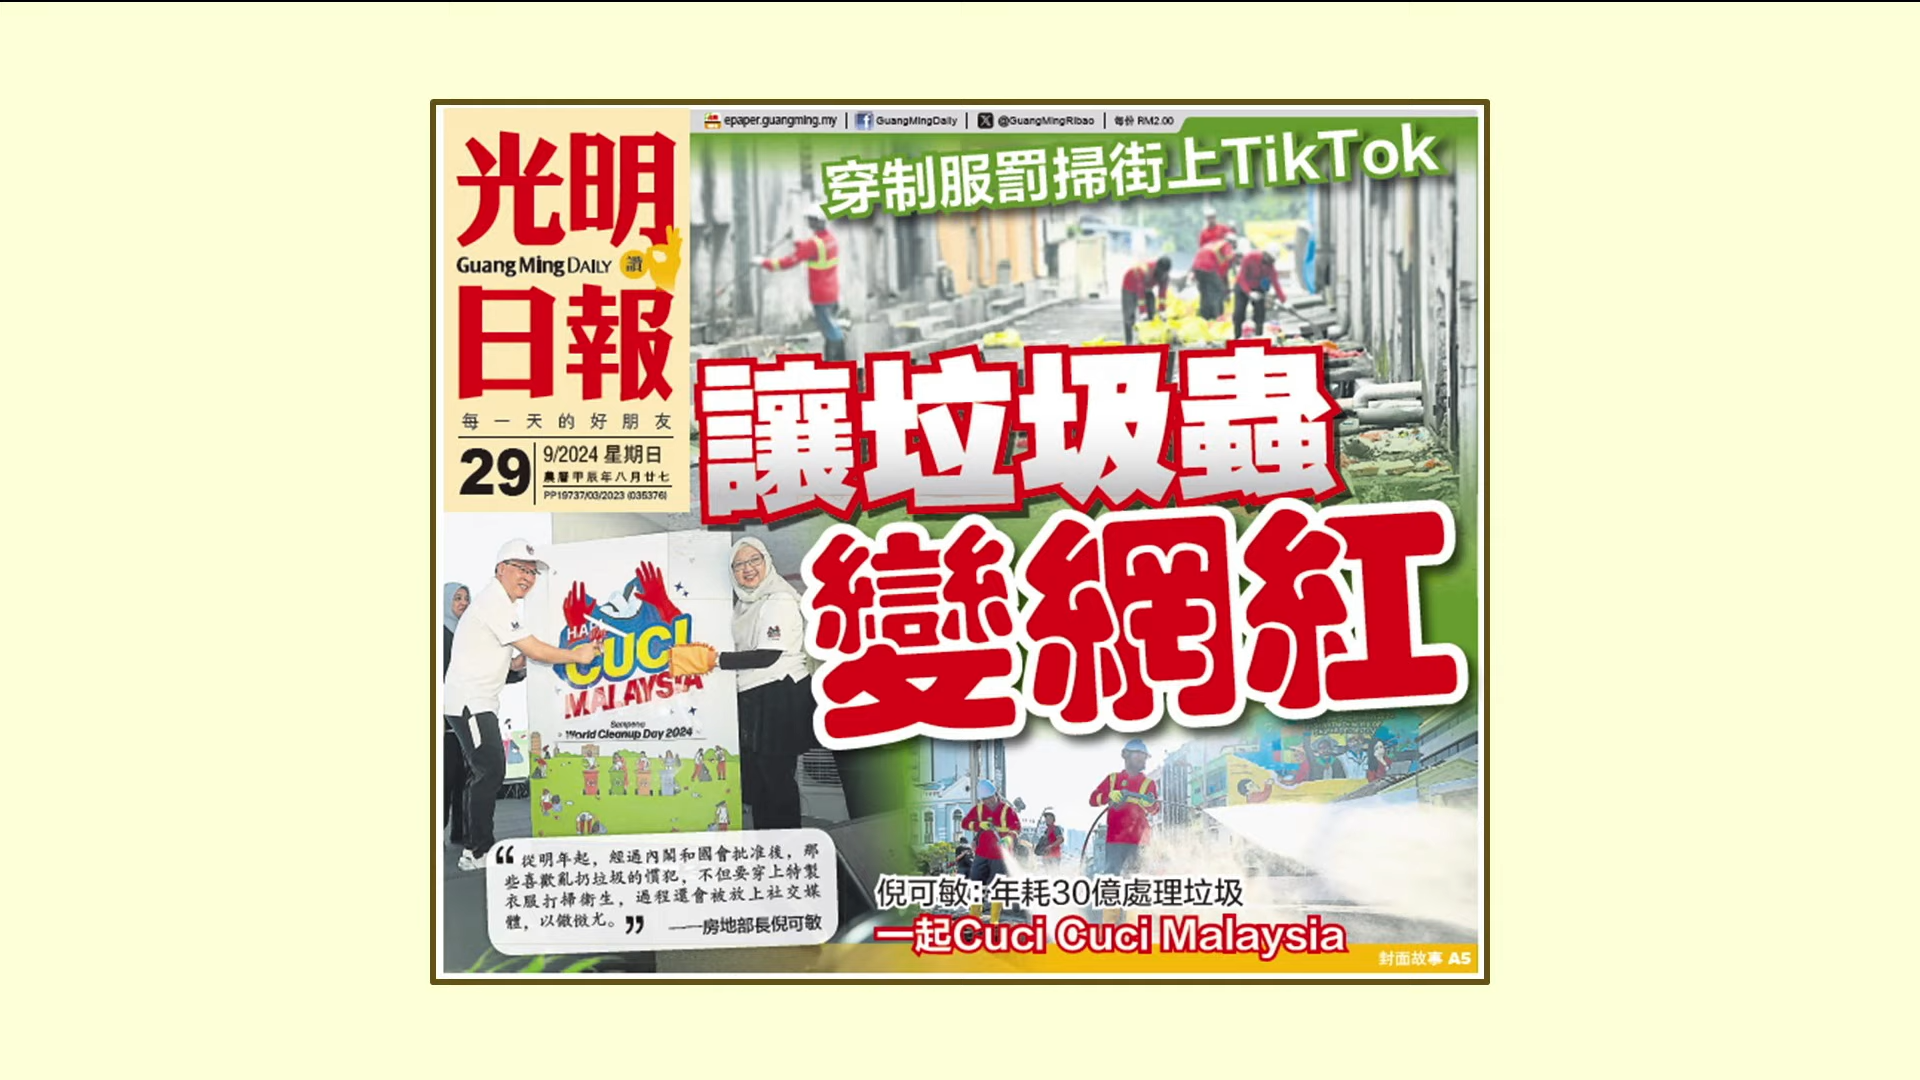 光明
Guang Ming DAILY 讚
日報
每一天的好朋友
29 9/2024 星期日
農曆甲辰年八月廿七
PP19737/03/2023 (035376)
epaper.guangming.my | GuangMingDaily | @GuangMingRibao | 每份 RM2.00
穿制服罰掃街上TikTok
讓垃圾蟲
變網紅
CUCI
MALAYSIA
Sempena
World Cleanup Day 2024
“從明年起，經過內閣和國會批准後，那
些喜歡亂扔垃圾的慣犯，不但要穿上特製
衣服打掃衛生，過程還會被放上社交媒
體，以儆傚尤。” ——房地部長倪可敏
倪可敏：年耗30億處理垃圾
一起Cuci Cuci Malaysia
封面故事 A5